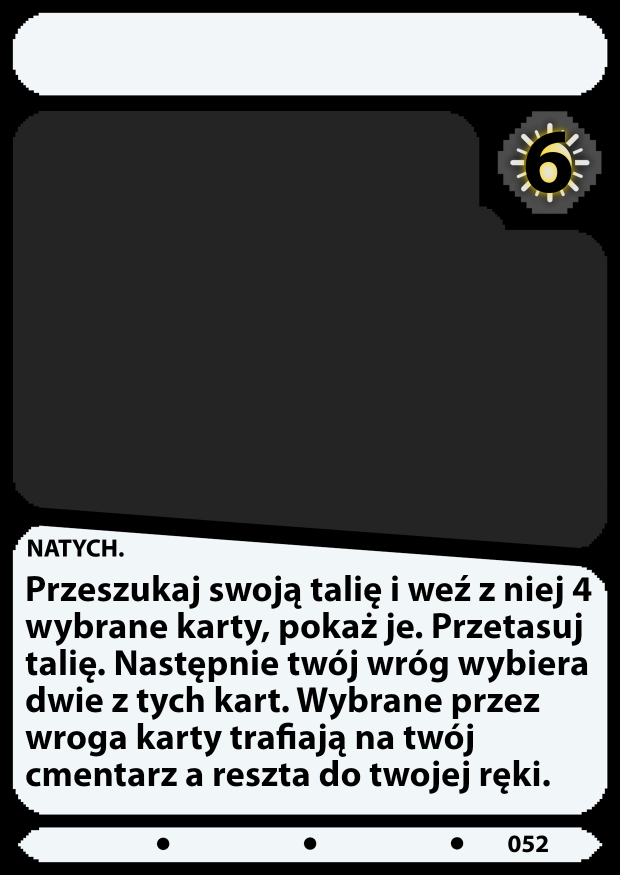 6
NATYCH.
Przeszukaj swoją talię i weź z niej 4
wybrane karty, pokaż je. Przetasuj
talię. Następnie twój wróg wybiera
dwie z tych kart. Wybrane przez
wroga karty trafiają na twój
cmentarz a reszta do twojej ręki.
052